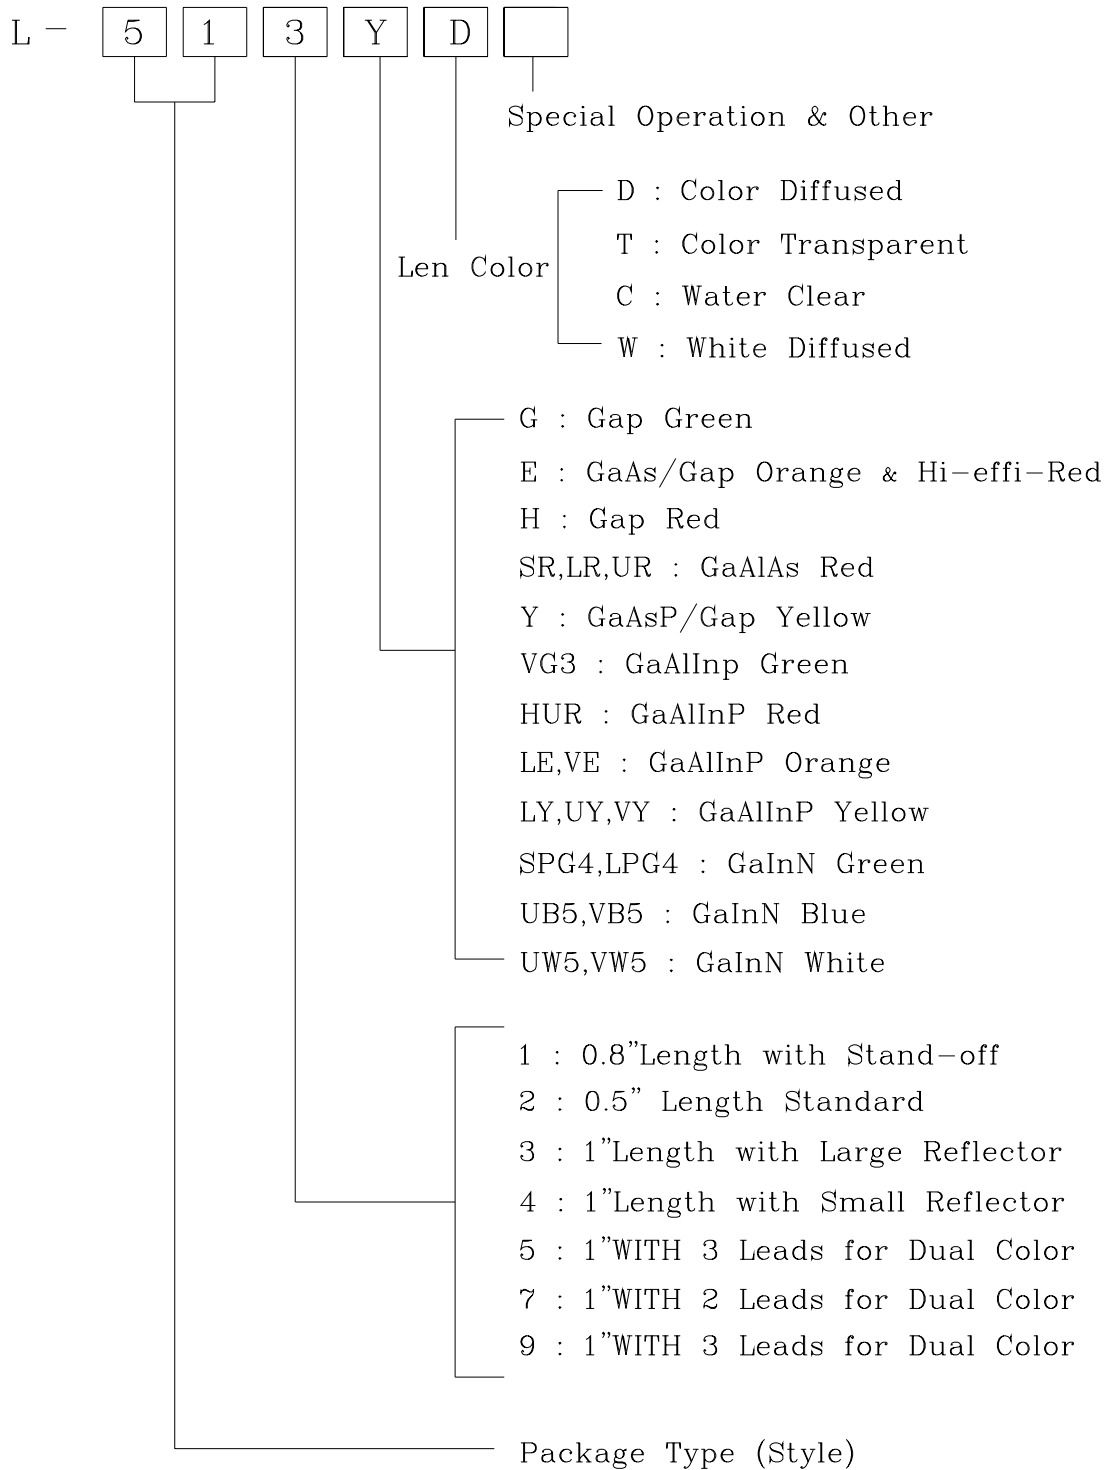 L- 5 1 3 Y D
Special Operation & Other
D : Color Diffused
T : Color Transparent
Len Color
C : Water Clear
W : White Diffused
G : Gap Green
E : GaAs/Gap Orange & Hi-effi-Red
H : Gap Red
SR,LR,UR : GaAlAs Red
Y : GaAsP/Gap Yellow
VG3 : GaAlInp Green
HUR : GaAlInP Red
LE,VE : GaAlInP Orange
LY,UY,VY : GaAlInP Yellow
SPG4,LPG4 : GaInN Green
UB5,VB5 : GaInN Blue
UW5,VW5 : GaInN White
1 : 0.8”Length with Stand-off
2 : 0.5” Length Standard
3 : 1”Length with Large Reflector
4 : 1”Length with Small Reflector
5 : 1”WITH 3 Leads for Dual Color
7 : 1”WITH 2 Leads for Dual Color
9 : 1”WITH 3 Leads for Dual Color
Package Type (Style)